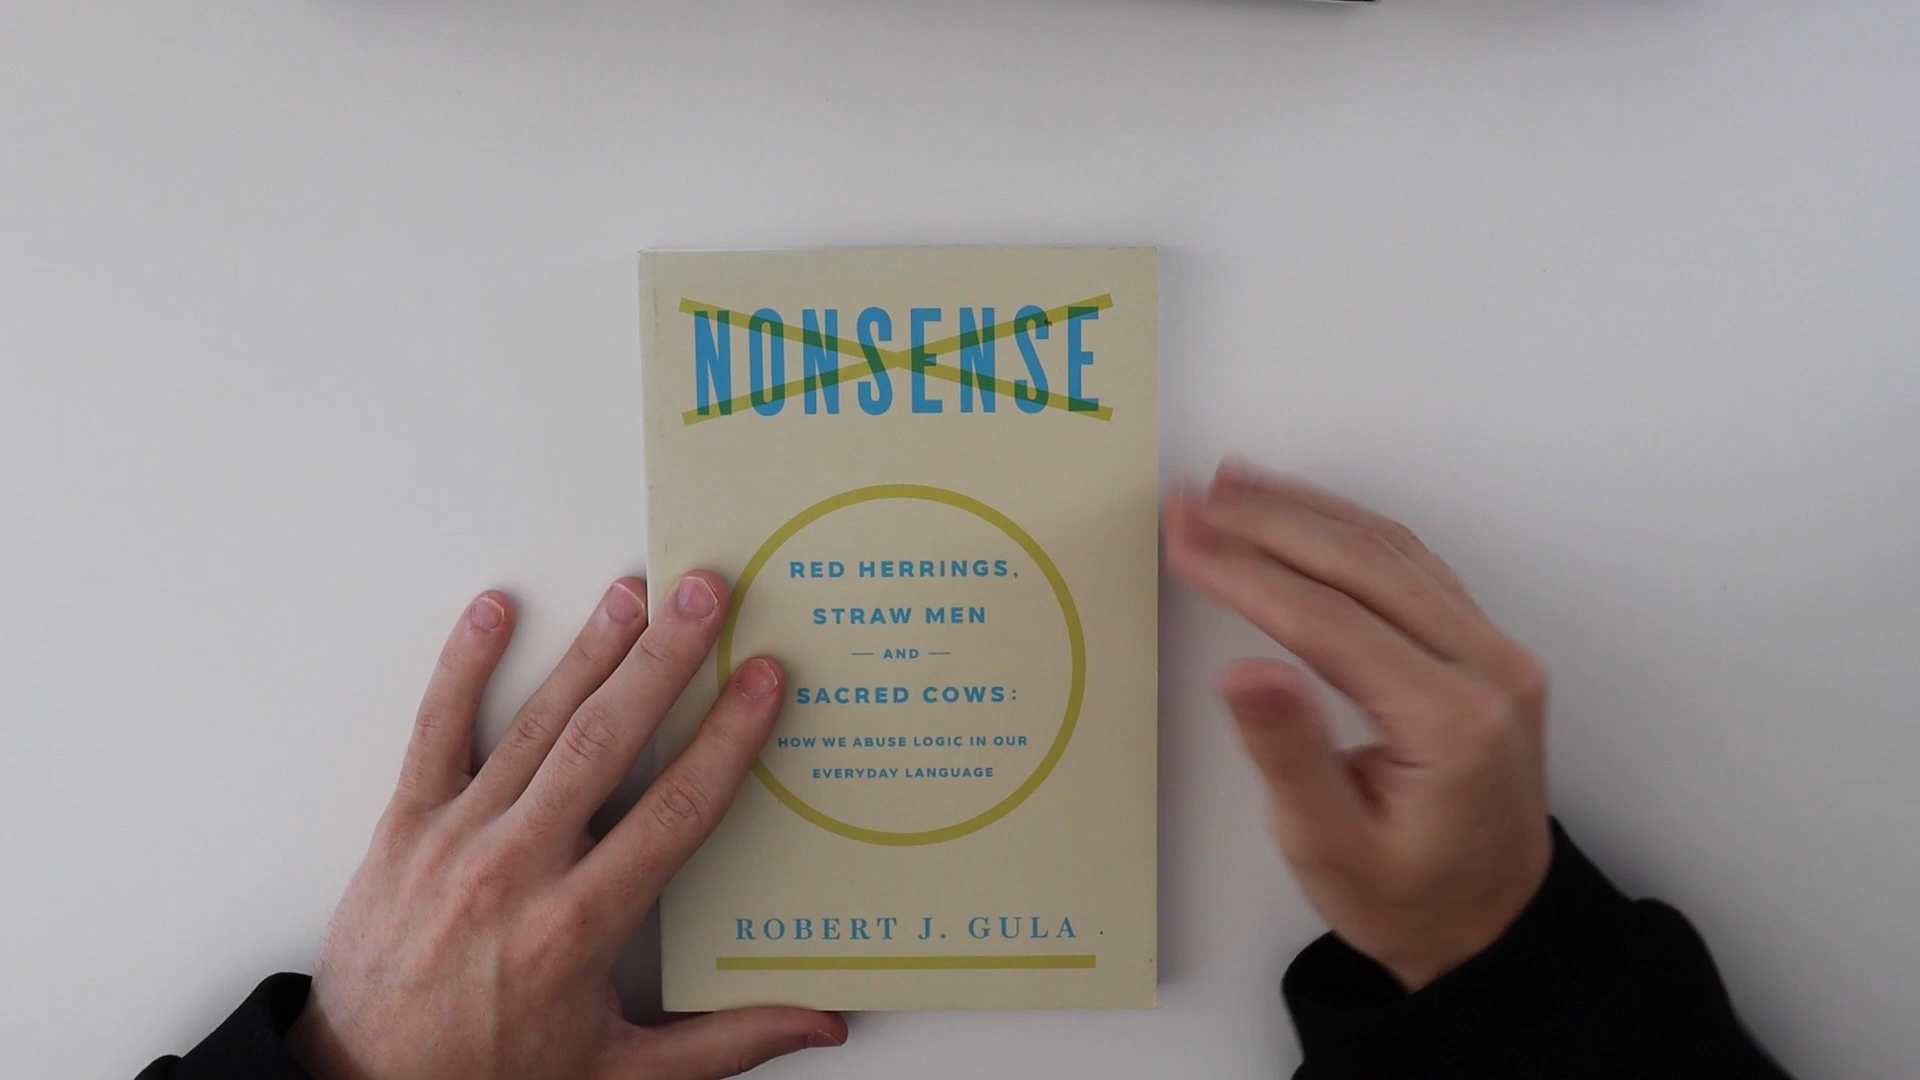 NONSENSE
RED HERRINGS,
STRAW MEN
AND
SACRED COWS:
HOW WE ABUSE LOGIC IN OUR
EVERYDAY LANGUAGE
ROBERT J. GULA